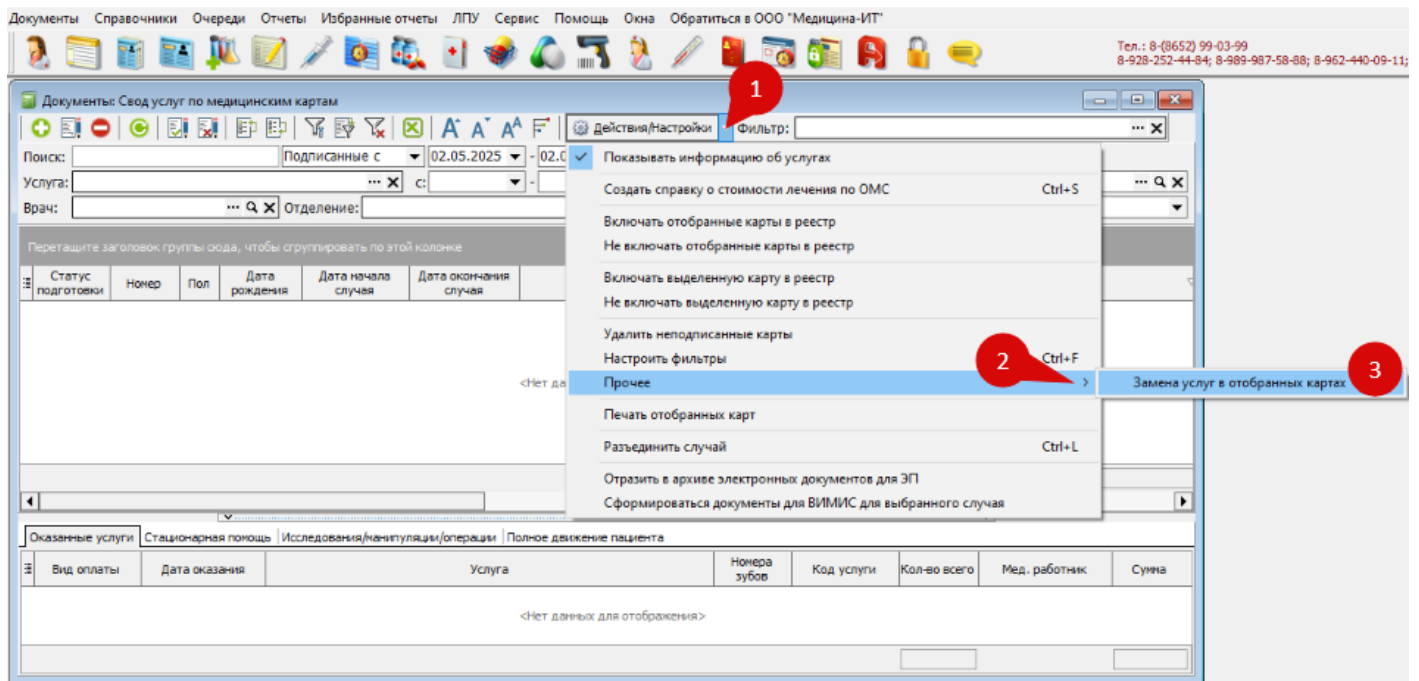 Документы Справочники Очереди Отчеты Избранные отчеты ЛПУ Сервис Помощь Окна Обратиться в ООО "Медицина-ИТ"
Тел.: 8-(8652) 99-03-99
8-928-252-44-84; 8-989-987-58-88; 8-962-440-09-11;
1
Документы: Свод услуг по медицинским картам
Действия/Настройки Фильтр:
Поиск: Подписанные с 02.05.2025 - 02.0
Показывать информацию об услугах
Услуга: с: -
Создать справку о стоимости лечения по ОМС Ctrl+S
Врач: Отделение:
Включать отобранные карты в реестр
Не включать отобранные карты в реестр
Перетащите заголовок группы сюда, чтобы сгруппировать по этой колонке
Статус подготовки Номер Пол Дата рождения Дата начала случая Дата окончания случая
Включать выделенную карту в реестр
Не включать выделенную карту в реестр
Удалить неподписанные карты
Настроить фильтры Ctrl+F
2
3
<Нет да
Прочее
Замена услуг в отобранных картах
Печать отобранных карт
Разъединить случай Ctrl+L
Отразить в архиве электронных документов для ЭП
Сформироваться документы для ВИМИС для выбранного случая
Оказанные услуги Стационарная помощь Исследования/манипуляции/операции Полное движение пациента
Вид оплаты Дата оказания Услуга Номера зубов Код услуги Кол-во всего Мед. работник Сумма
<Нет данных для отображения>